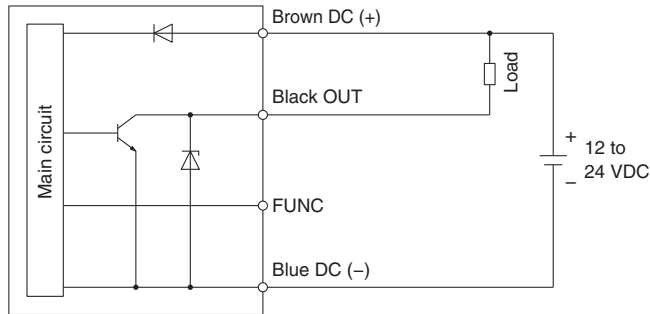 Brown DC (+)
Load
Black OUT
Main circuit
+
12 to
24 VDC
−
FUNC
Blue DC (−)